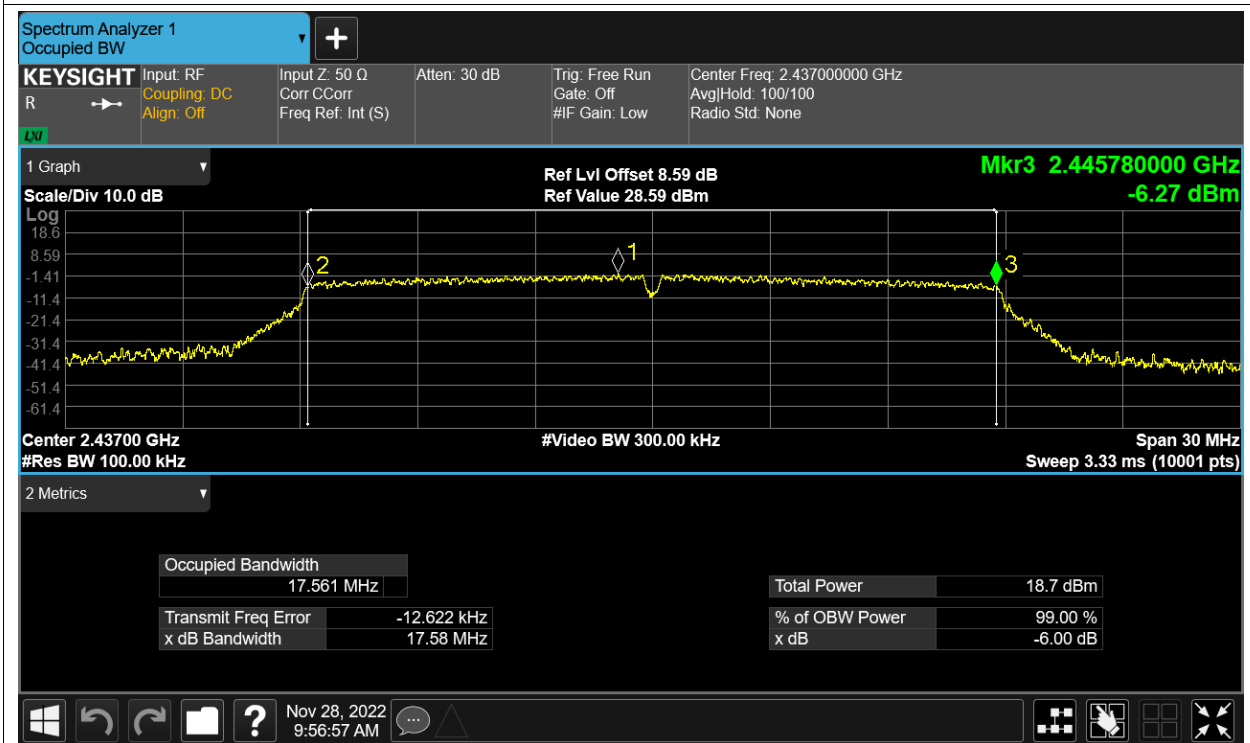 Spectrum Analyzer 1
Occupied BW
KEYSIGHT
R
LXI
Input: RF
Coupling: DC
Align: Off
Input Z: 50 Ω
Corr CCorr
Freq Ref: Int (S)
Atten: 30 dB
Trig: Free Run
Gate: Off
#IF Gain: Low
Center Freq: 2.437000000 GHz
Avg|Hold: 100/100
Radio Std: None
1 Graph
Scale/Div 10.0 dB
Ref Lvl Offset 8.59 dB
Ref Value 28.59 dBm
Mkr3 2.445780000 GHz
-6.27 dBm
Log
18.6
8.59
-1.41
-11.4
-21.4
-31.4
-41.4
-51.4
-61.4
2
1
3
Center 2.43700 GHz
#Res BW 100.00 kHz
#Video BW 300.00 kHz
Span 30 MHz
Sweep 3.33 ms (10001 pts)
2 Metrics
Occupied Bandwidth
17.561 MHz
Transmit Freq Error -12.622 kHz
x dB Bandwidth 17.58 MHz
Total Power 18.7 dBm
% of OBW Power 99.00 %
x dB -6.00 dB
?
Nov 28, 2022
9:56:57 AM